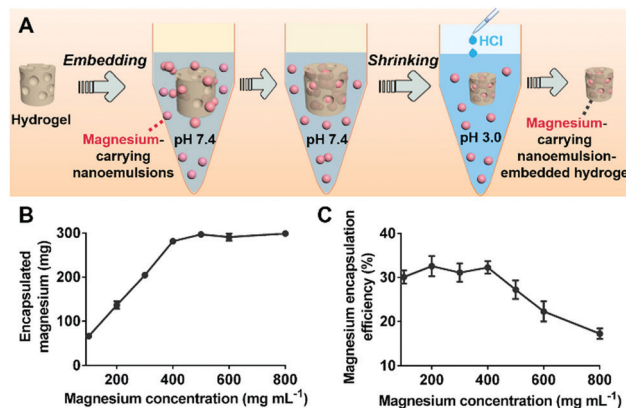 A
Embedding
Shrinking
HCl
Hydrogel
Magnesium-
carrying
nanoemulsions
pH 7.4
pH 7.4
pH 3.0
Magnesium-
carrying
nanoemulsion-
embedded hydrogel
B
Encapsulated
magnesium (mg)
300
200
100
0
200
400
600
800
Magnesium concentration (mg mL-1)
C
Magnesium encapsulation
efficiency (%)
40
30
20
10
0
200
400
600
800
Magnesium concentration (mg mL-1)